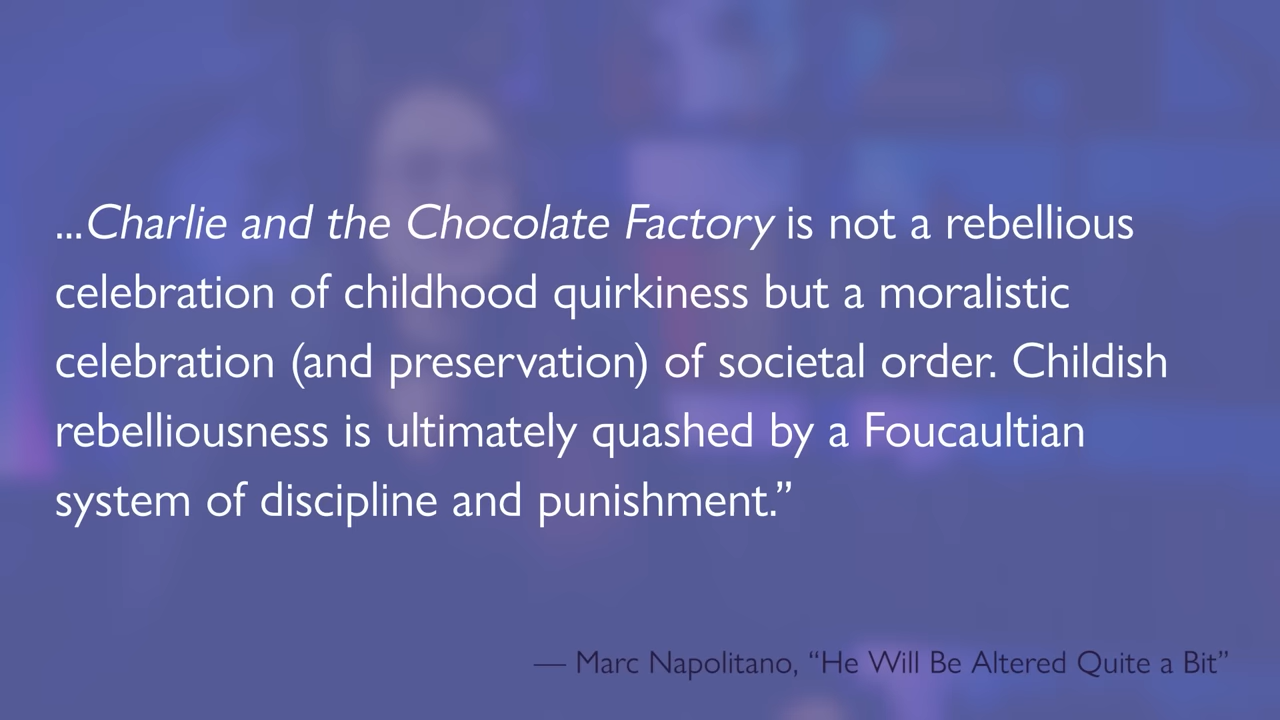 ...Charlie and the Chocolate Factory is not a rebellious
celebration of childhood quirkiness but a moralistic
celebration (and preservation) of societal order. Childish
rebelliousness is ultimately quashed by a Foucaultian
system of discipline and punishment.”
— Marc Napolitano, “He Will Be Altered Quite a Bit”